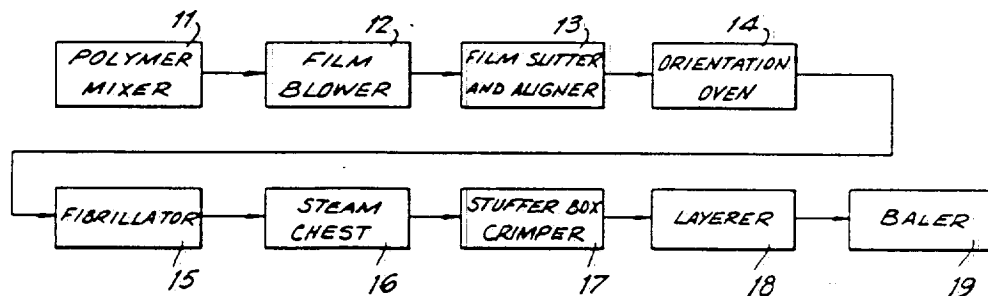 11
12
13
14
POLYMER
MIXER
FILM
BLOWER
FILM SLITTER
AND ALIGNER
ORIENTATION
OVEN
FIBRILLATOR
STEAM
CHEST
STUFFER BOX
CRIMPER
LAYERER
BALER
15
16
17
18
19